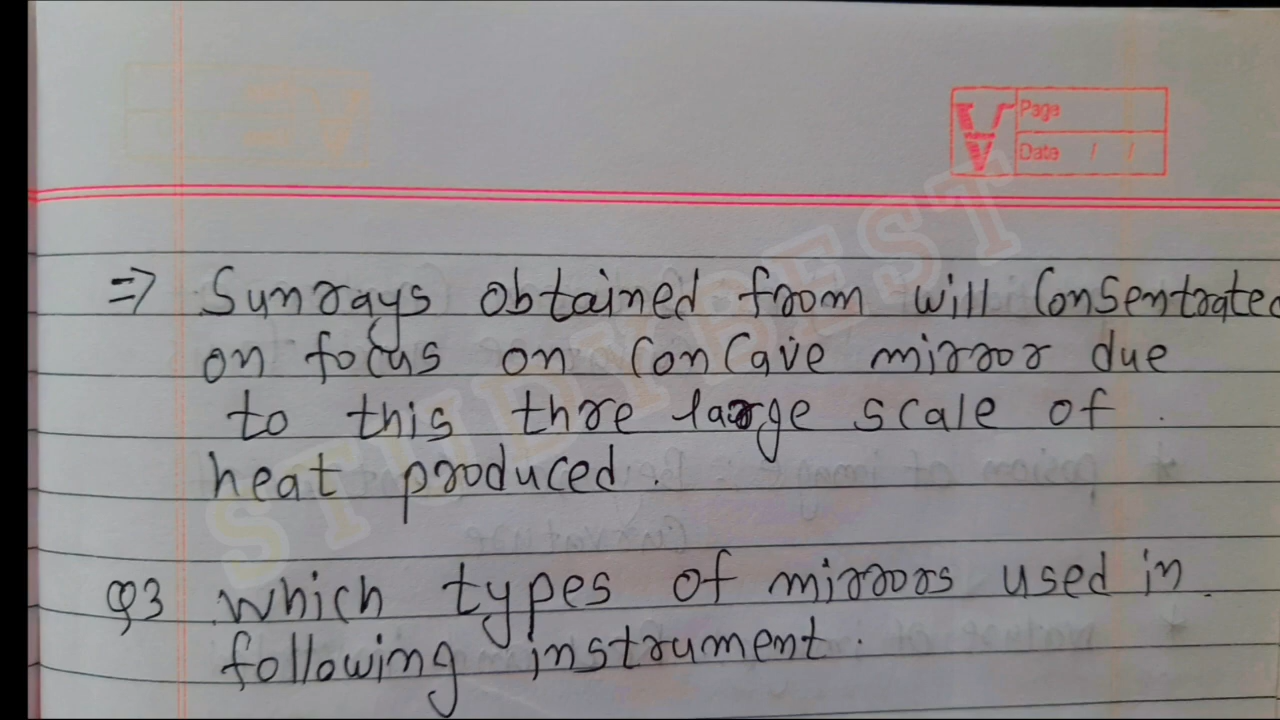 Page
Date / /
=> Sunrays obtained from will Consentrated
on focus on Concave mirror due
to this thre large scale of
heat produced.
Q3 which types of mirrors used in
following instrument.
STUDYBEST